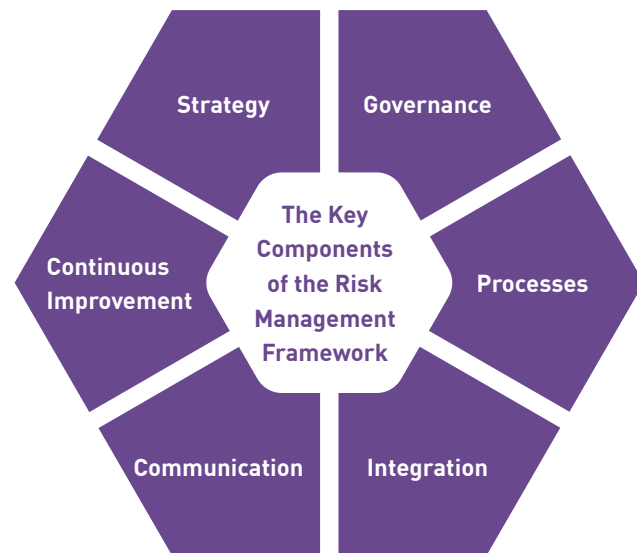 Strategy
Governance
The Key
Components
of the Risk
Management
Framework
Continuous
Improvement
Processes
Communication
Integration